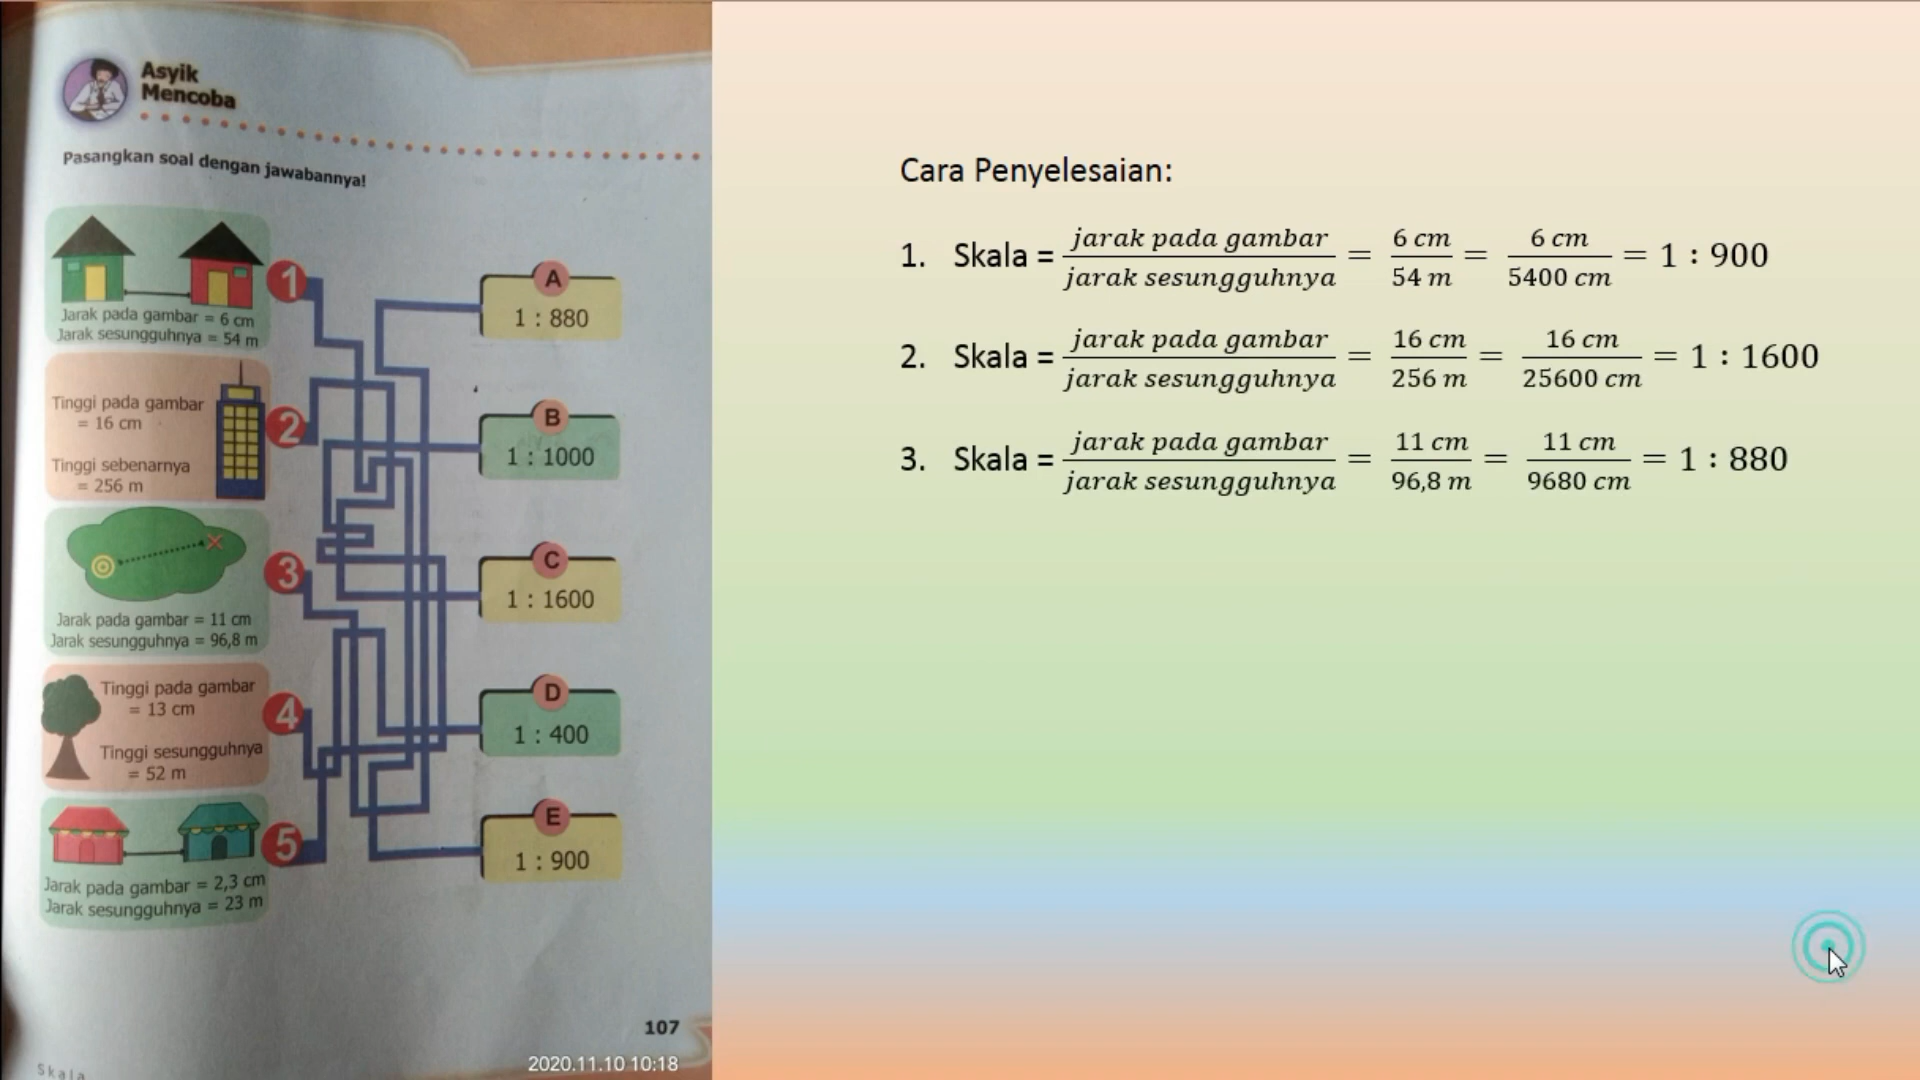 Asyik
Mencoba
Pasangkan soal dengan jawabannya!
1
Jarak pada gambar = 6 cm
Jarak sesungguhnya = 54 m
2
Tinggi pada gambar
= 16 cm
Tinggi sebenarnya
= 256 m
3
Jarak pada gambar = 11 cm
Jarak sesungguhnya = 96,8 m
4
Tinggi pada gambar
= 13 cm
Tinggi sesungguhnya
= 52 m
5
Jarak pada gambar = 2,3 cm
Jarak sesungguhnya = 23 m
A
1 : 880
B
1 : 1000
C
1 : 1600
D
1 : 400
E
1 : 900
107
Skala
2020.11.10 10:18
Cara Penyelesaian:
1. Skala = jarak pada gambar / jarak sesungguhnya = 6 cm / 54 m = 6 cm / 5400 cm = 1 : 900
2. Skala = jarak pada gambar / jarak sesungguhnya = 16 cm / 256 m = 16 cm / 25600 cm = 1 : 1600
3. Skala = jarak pada gambar / jarak sesungguhnya = 11 cm / 96,8 m = 11 cm / 9680 cm = 1 : 880